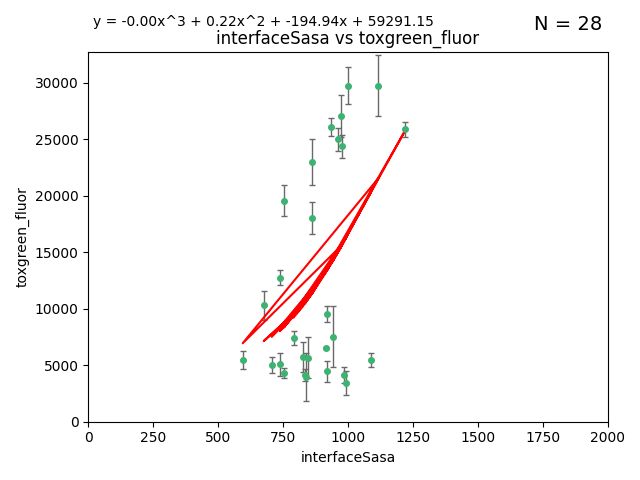 y = -0.00x^3 + 0.22x^2 + -194.94x + 59291.15
N = 28
interfaceSasa vs toxgreen_fluor
toxgreen_fluor
30000
25000
20000
15000
10000
5000
0
0 250 500 750 1000 1250 1500 1750 2000
interfaceSasa